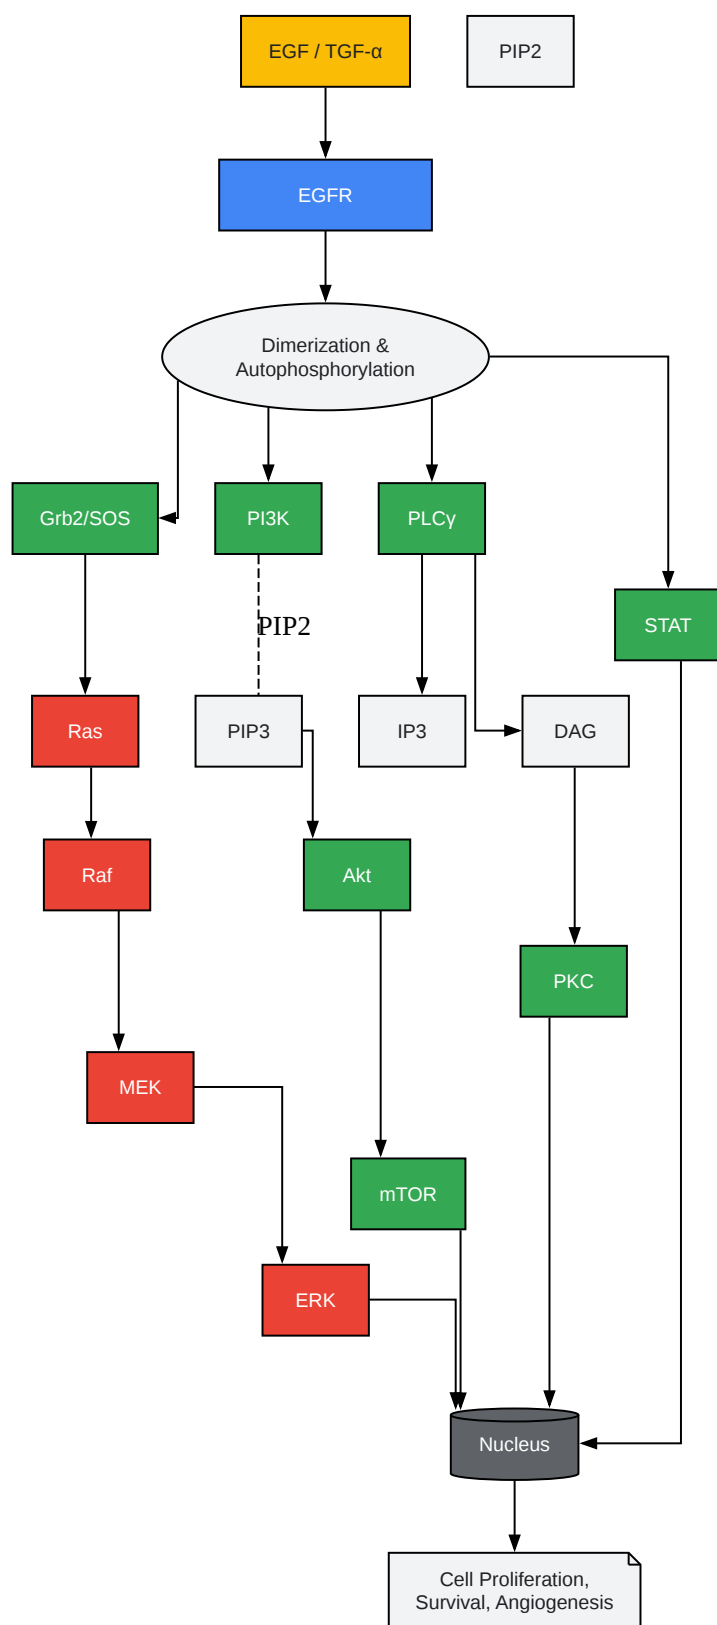 EGF / TGF-α
PIP2
EGFR
Dimerization &
Autophosphorylation
Grb2/SOS
PI3K
PLCγ
STAT
PIP2
Ras
PIP3
IP3
DAG
Raf
Akt
PKC
MEK
mTOR
ERK
Nucleus
Cell Proliferation,
Survival, Angiogenesis